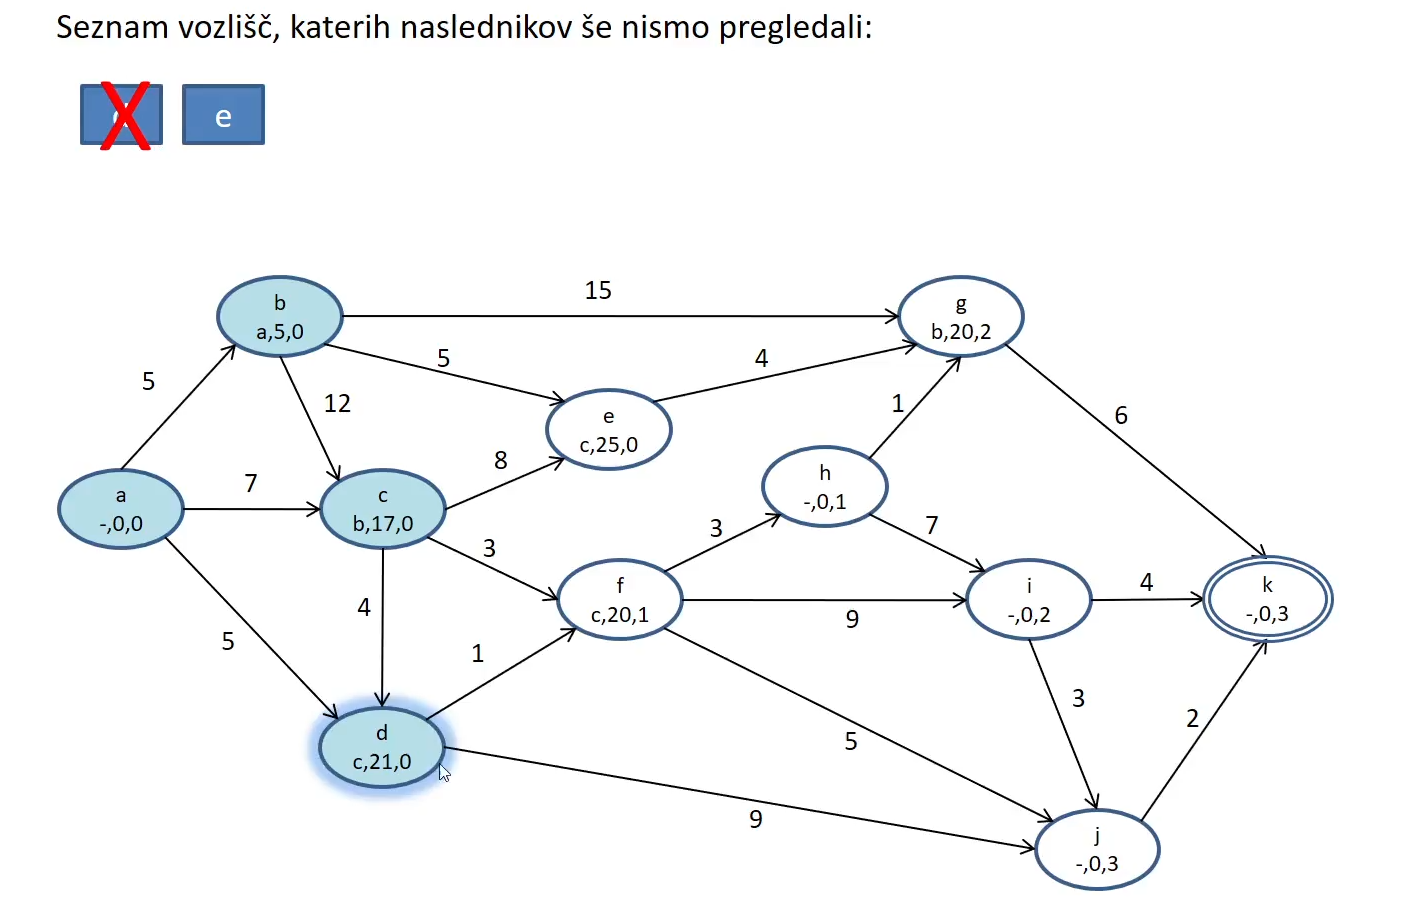 Seznam vozlišč, katerih naslednikov še nismo pregledali:
e
b
a,5,0
15
g
b,20,2
5
5
4
12
1
6
e
c,25,0
8
h
-,0,1
7
a
-,0,0
7
c
b,17,0
3
3
f
c,20,1
9
i
-,0,2
4
k
-,0,3
4
5
1
3
2
5
d
c,21,0
9
j
-,0,3